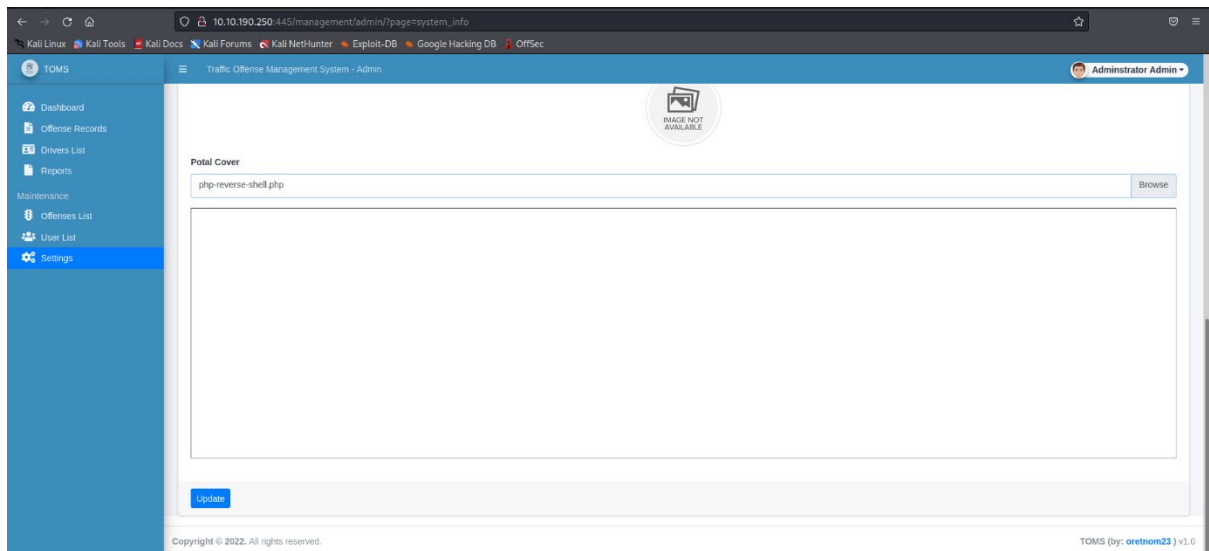 10.10.190.250:445/management/admin/?page=system_info
Kali Linux Kali Tools Kali Docs Kali Forums Kali NetHunter Exploit-DB Google Hacking DB OffSec
TOMS Traffic Offense Management System - Admin Adminstrator Admin
Dashboard
Offense Records
Drivers List
Reports
Maintenance
Offenses List
User List
Settings
IMAGE NOT
AVAILABLE
Potal Cover
php-reverse-shell.php Browse
Update
Copyright © 2022. All rights reserved. TOMS (by: oretnom23 ) v1.0